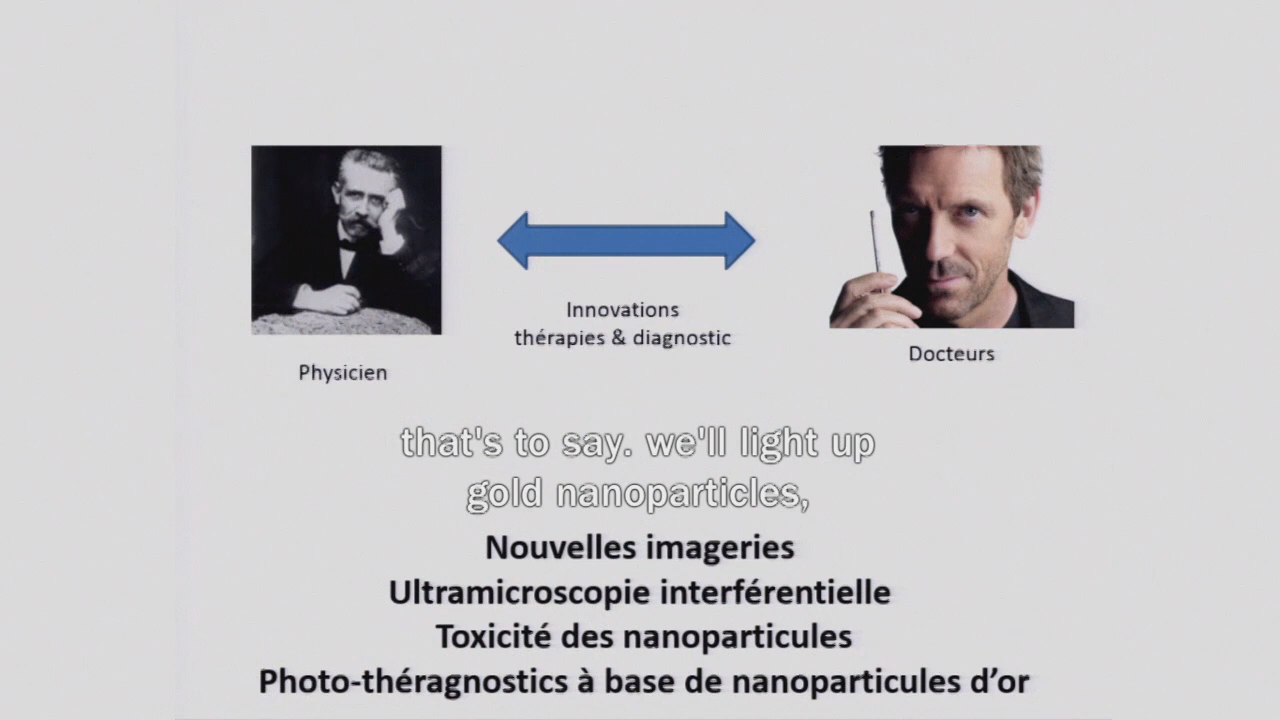 Innovations
thérapies & diagnostic
Physicien
Docteurs
that's to say. we'll light up
gold nanoparticles,
Nouvelles imageries
Ultramicroscopie interférentielle
Toxicité des nanoparticules
Photo-théragnostics à base de nanoparticules d’or